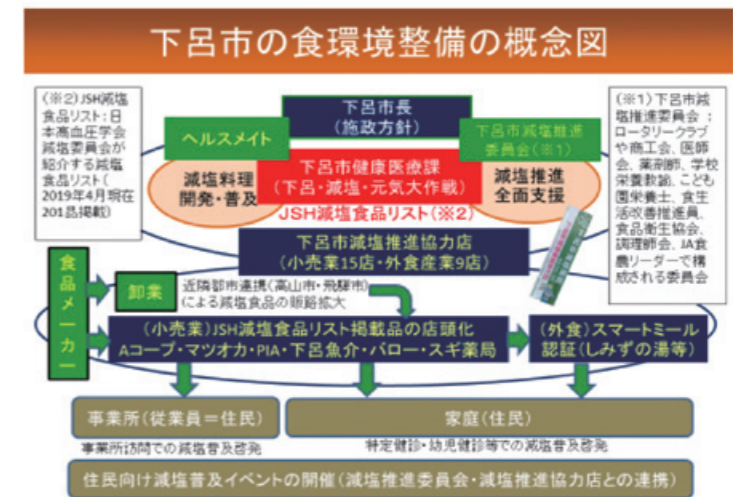 下呂市の食環境整備の概念図
(※2)JSH減塩
食品リスト:日
本高血圧学会
減塩委員会が
紹介する減塩
食品リスト(
2019年4月現在
201品掲載)
ヘルスメイト
下呂市長
(施政方針)
下呂市減塩推進
委員会(※1)
減塩料理
開発・普及
下呂市健康医療課
(下呂・減塩・元気大作戦)
減塩推進
全面支援
JSH減塩食品リスト(※2)
(※1)下呂市減
塩推進委員会:
ロータリークラブ
や商工会、医師
会、薬剤師、学校
栄養教諭、こども
園栄養士、食生
活改善推進員、
食品衛生協会、
調理師会、JA食
農リーダーで構
成される委員会
下呂市減塩推進協力店
(小売業15店・外食産業9店)
食品メーカー
卸業
近隣都市連携(高山市・飛騨市)
による減塩食品の販路拡大
(小売業)JSH減塩食品リスト掲載品の店頭化
Aコープ・マツオカ・PIA・下呂魚介・バロー・スギ薬局
(外食)スマートミール
認証(しみずの湯等)
事業所(従業員=住民)
家庭(住民)
事業所訪問での減塩普及啓発
特定健診・幼児健診等での減塩普及啓発
住民向け減塩普及イベントの開催(減塩推進委員会・減塩推進協力店との連携)